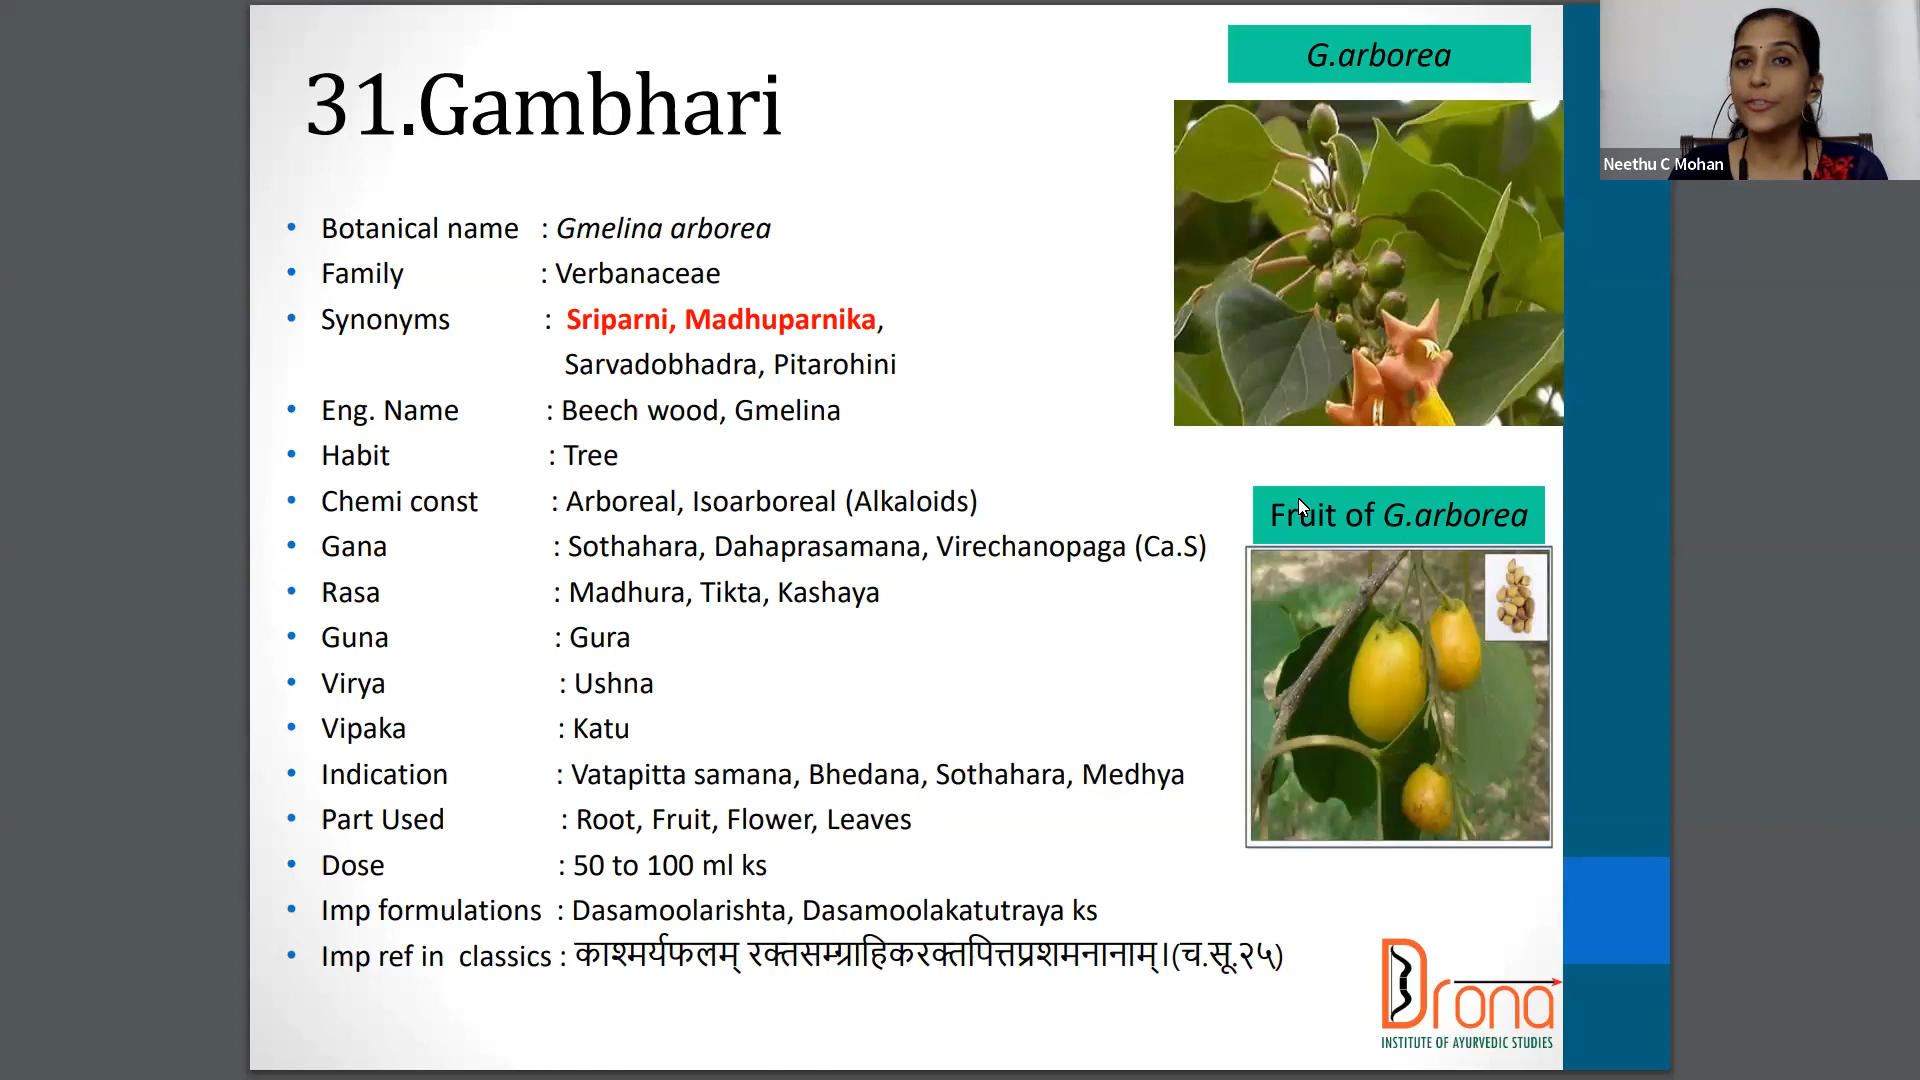 31.Gambhari
G.arborea
Neethu C Mohan
• Botanical name : Gmelina arborea
• Family : Verbanaceae
• Synonyms : Sriparni, Madhuparnika,
Sarvadobhadra, Pitarohini
• Eng. Name : Beech wood, Gmelina
• Habit : Tree
• Chemi const : Arboreal, Isoarboreal (Alkaloids)
• Gana : Sothahara, Dahaprasamana, Virechanopaga (Ca.S)
• Rasa : Madhura, Tikta, Kashaya
• Guna : Gura
• Virya : Ushna
• Vipaka : Katu
• Indication : Vatapitta samana, Bhedana, Sothahara, Medhya
• Part Used : Root, Fruit, Flower, Leaves
• Dose : 50 to 100 ml ks
• Imp formulations : Dasamoolarishta, Dasamoolakatutraya ks
• Imp ref in classics : काश्मर्यफलम् रक्तसम्ग्राहिकरक्तपित्तप्रशमनानाम्।(च.सू.२५)
Fruit of G.arborea
Drona
INSTITUTE OF AYURVEDIC STUDIES